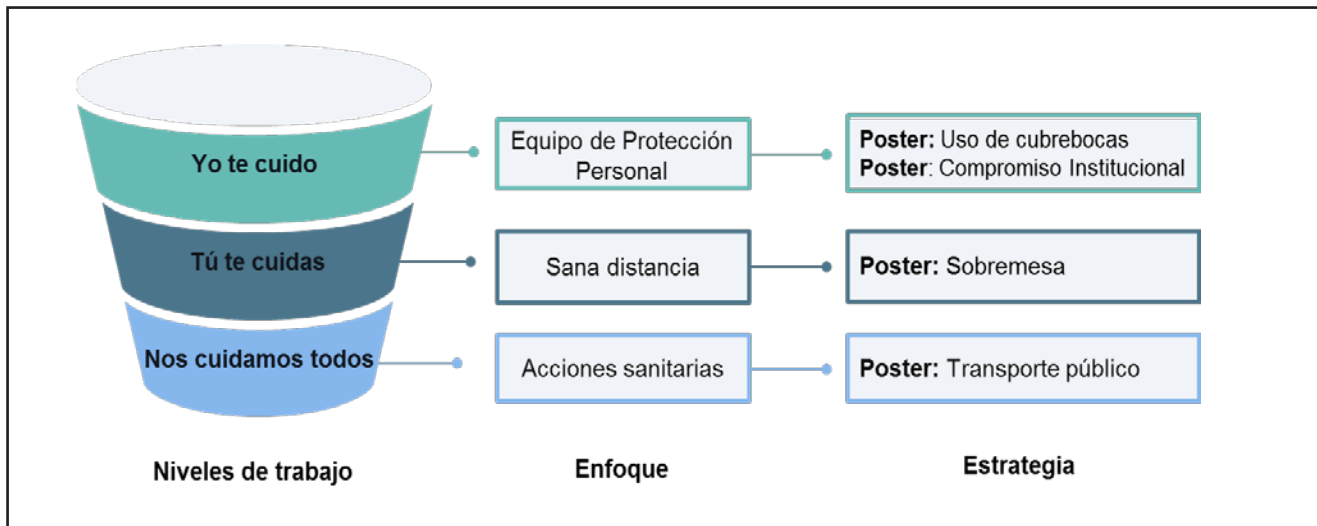 Yo te cuido
Equipo de Protección
Personal
Poster: Uso de cubrebocas
Poster: Compromiso Institucional
Tú te cuidas
Sana distancia
Poster: Sobremesa
Nos cuidamos todos
Acciones sanitarias
Poster: Transporte público
Niveles de trabajo
Enfoque
Estrategia